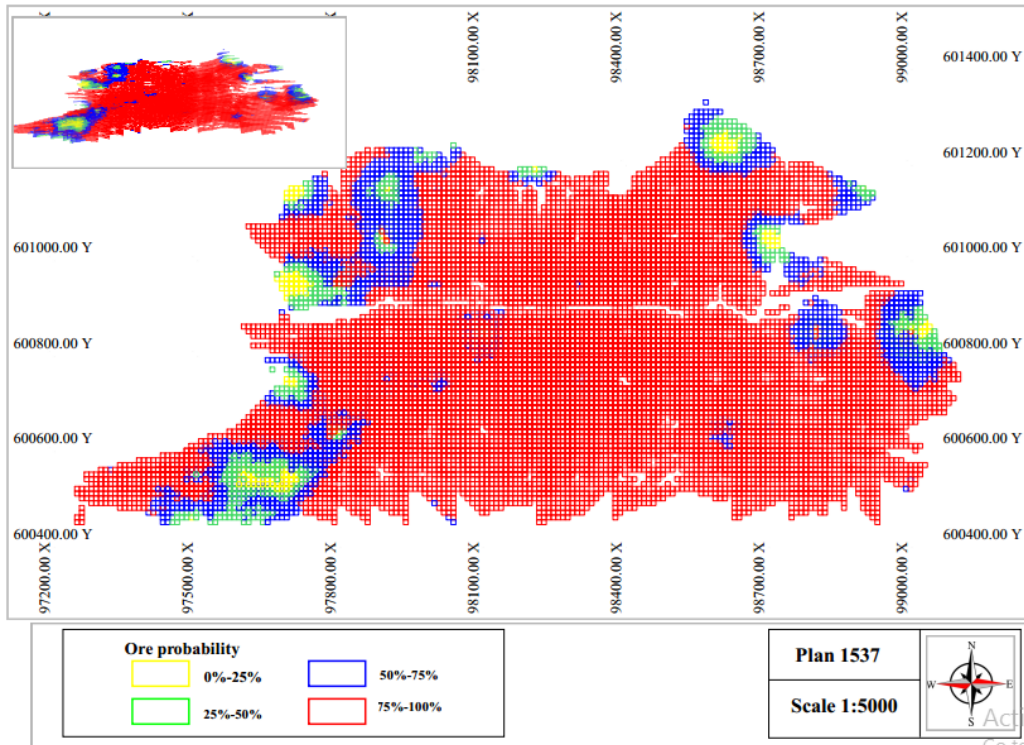 98100.00 X
98400.00 X
98700.00 X
99000.00 X
601400.00 Y
601200.00 Y
601000.00 Y
601000.00 Y
600800.00 Y
600800.00 Y
600600.00 Y
600600.00 Y
600400.00 Y
600400.00 Y
97200.00 X
97500.00 X
97800.00 X
98100.00 X
98400.00 X
98700.00 X
99000.00 X
Ore probability
0%-25%
50%-75%
25%-50%
75%-100%
Plan 1537
Scale 1:5000
N
W
E
S